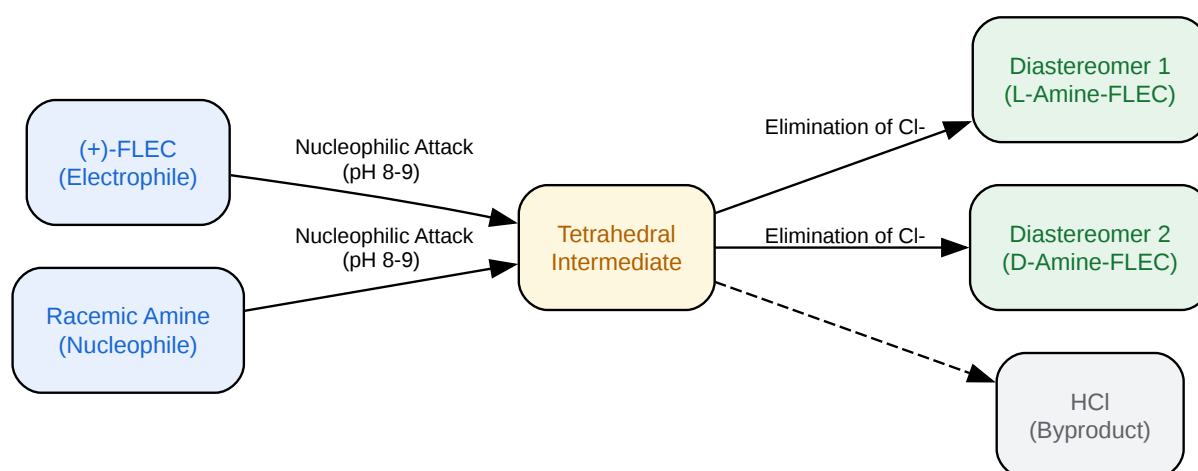 (+)-FLEC
(Electrophile)
Racemic Amine
(Nucleophile)
Nucleophilic Attack
(pH 8-9)
Nucleophilic Attack
(pH 8-9)
Tetrahedral
Intermediate
Elimination of Cl-
Elimination of Cl-
Diastereomer 1
(L-Amine-FLEC)
Diastereomer 2
(D-Amine-FLEC)
HCl
(Byproduct)